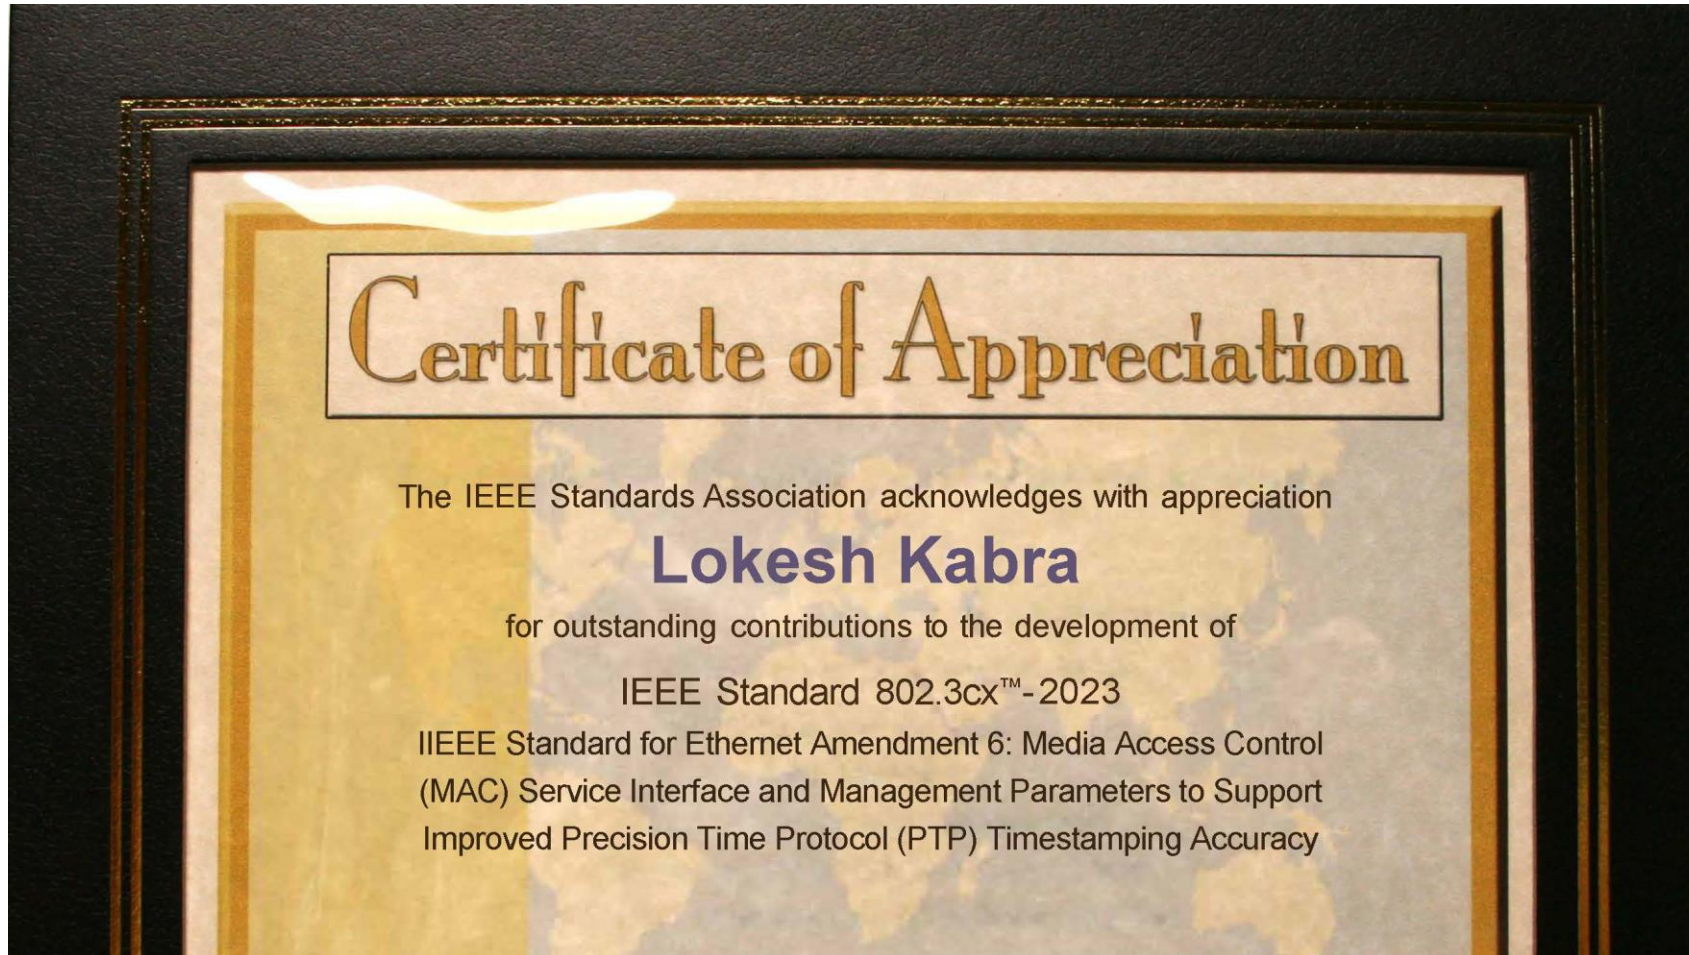 Certificate of Appreciation
The IEEE Standards Association acknowledges with appreciation
Lokesh Kabra
for outstanding contributions to the development of
IEEE Standard 802.3cx™-2023
IIEEE Standard for Ethernet Amendment 6: Media Access Control
(MAC) Service Interface and Management Parameters to Support
Improved Precision Time Protocol (PTP) Timestamping Accuracy